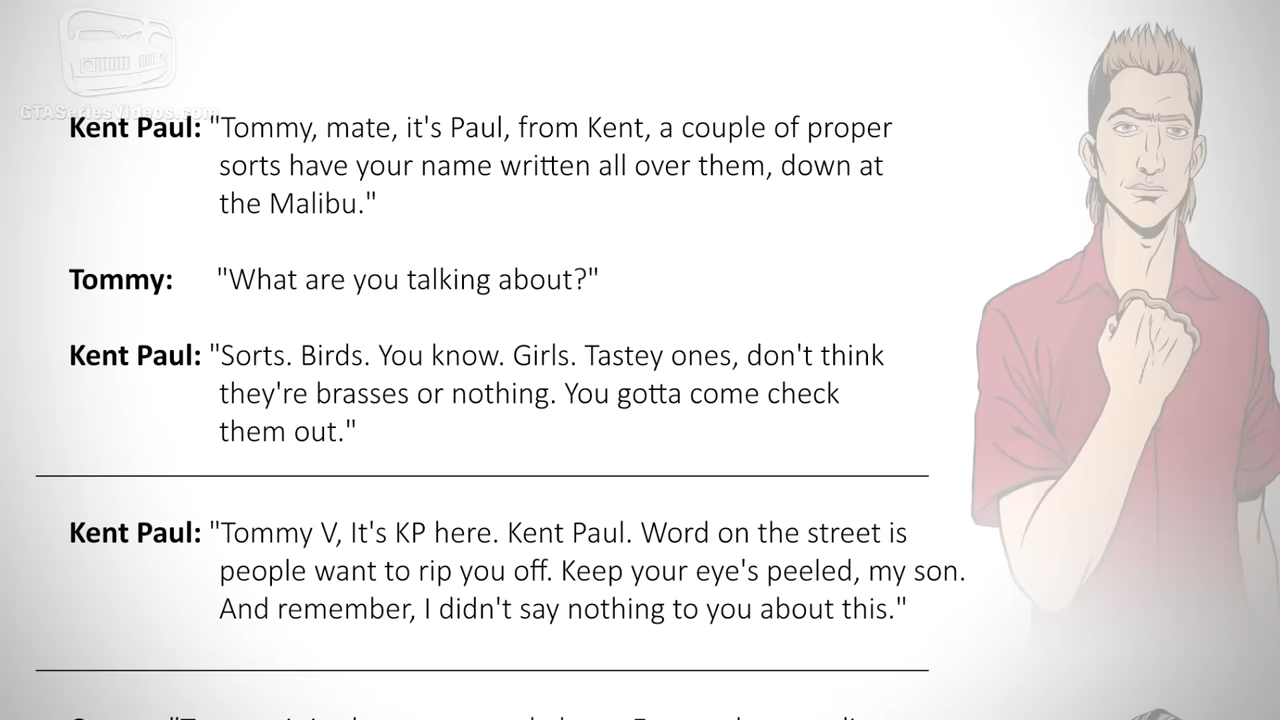 GTASeriesVideos.com
Kent Paul: "Tommy, mate, it's Paul, from Kent, a couple of proper
sorts have your name written all over them, down at
the Malibu."
Tommy: "What are you talking about?"
Kent Paul: "Sorts. Birds. You know. Girls. Tastey ones, don't think
they're brasses or nothing. You gotta come check
them out."
Kent Paul: "Tommy V, It's KP here. Kent Paul. Word on the street is
people want to rip you off. Keep your eye's peeled, my son.
And remember, I didn't say nothing to you about this."